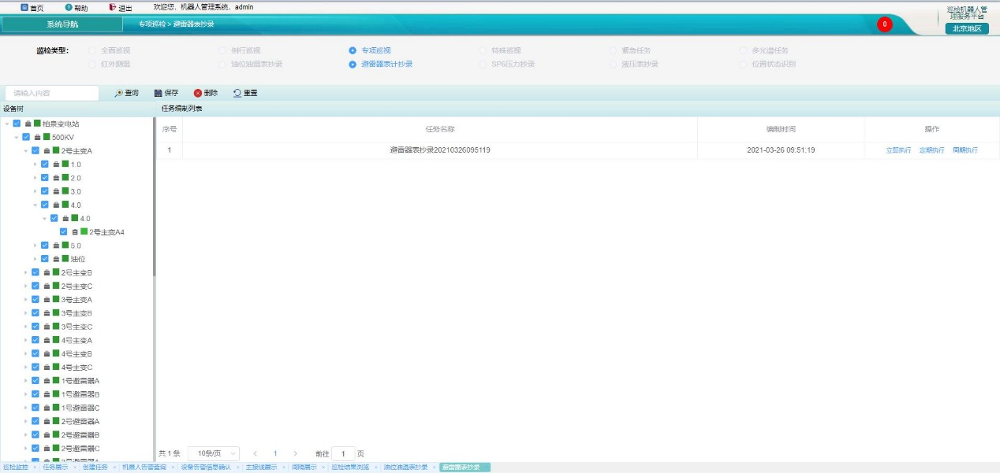 首页 帮助 退出 欢迎您，机器人管理系统，admin
巡检机器人管
理服务平台
北京地区
系统导航 专项巡检 > 避雷器表抄录 0
巡检类型： 全面巡视 例行巡视 专项巡视 特殊巡视 紧急任务 多光谱任务
红外测温 油位油温表抄录 避雷器表计抄录 SF6压力抄录 液压表抄录 位置状态识别
请输入内容 查询 保存 删除 重置
设备树 任务编制列表
序号 任务名称 编制时间 操作
1 避雷器表抄录20210326095119 2021-03-26 09:51:19 立即执行 定期执行 周期执行
柏泉变电站
500KV
2号主变A
1.0
2.0
3.0
4.0
4.0
2号主变A4
5.0
油位
2号主变B
2号主变C
3号主变A
3号主变B
3号主变C
4号主变A
4号主变B
4号主变C
1号避雷器A
1号避雷器B
1号避雷器C
2号避雷器A
2号避雷器B
2号避雷器C
3号避雷器A
共 1 条 10条/页 < 1 > 前往 1 页
巡检监控 × 任务展示 × 创建任务 × 机器人告警查询 × 设备告警信息确认 × 主接线展示 × 间隔展示 × 巡检结果浏览 × 油位油温表抄录 × 避雷器表抄录 ×